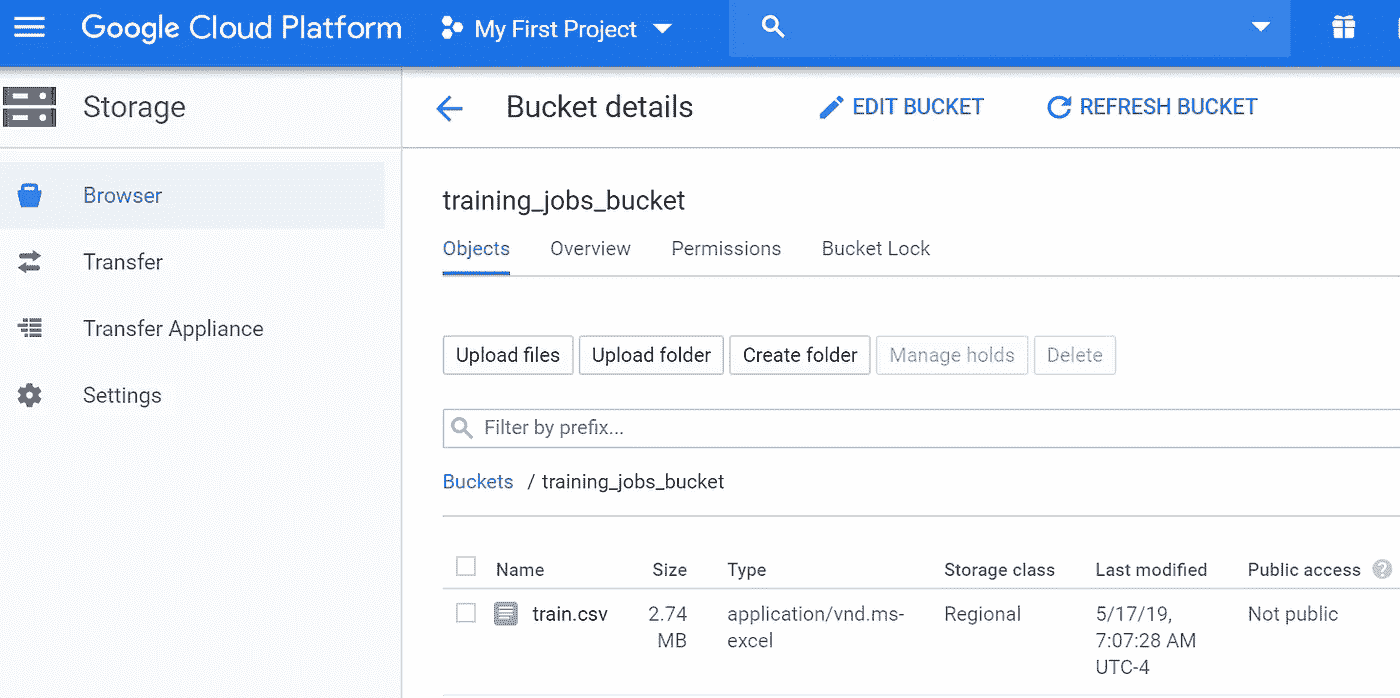 Google Cloud Platform My First Project
Storage Bucket details EDIT BUCKET REFRESH BUCKET
Browser
Transfer
Transfer Appliance
Settings
training_jobs_bucket
Objects Overview Permissions Bucket Lock
Upload files Upload folder Create folder Manage holds Delete
Filter by prefix...
Buckets / training_jobs_bucket
Name Size Type Storage class Last modified Public access ?
train.csv 2.74 application/vnd.ms- Regional 5/17/19, Not public
MB excel 7:07:28 AM
UTC-4